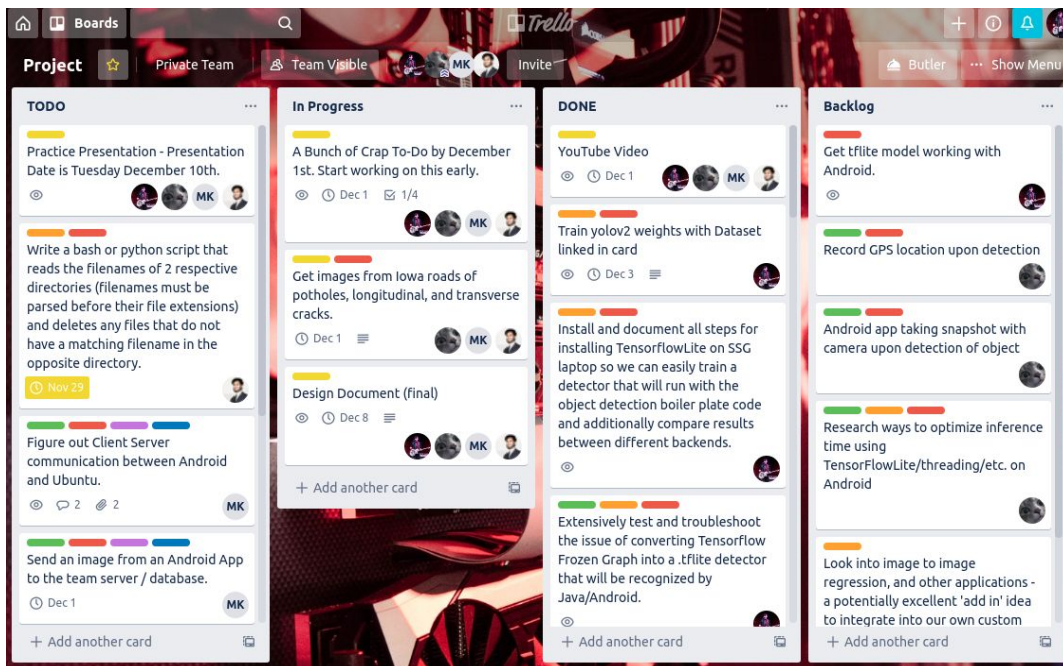 Boards
Trello
Project
Private Team
Team Visible
MK
Invite
Butler
... Show Menu
TODO
Practice Presentation - Presentation
Date is Tuesday December 10th.
MK
Write a bash or python script that
reads the filenames of 2 respective
directories (filenames must be
parsed before their file extensions)
and deletes any files that do not
have a matching filename in the
opposite directory.
Nov 29
Figure out Client Server
communication between Android
and Ubuntu.
2 2
MK
Send an image from an Android App
to the team server / database.
Dec 1
MK
+ Add another card
In Progress
A Bunch of Crap To-Do by December
1st. Start working on this early.
Dec 1 1/4
MK
Get images from Iowa roads of
potholes, longitudinal, and transverse
cracks.
Dec 1
MK
Design Document (final)
Dec 8
MK
+ Add another card
DONE
YouTube Video
Dec 1
MK
Train yolov2 weights with Dataset
linked in card
Dec 3
Install and document all steps for
installing TensorflowLite on SSG
laptop so we can easily train a
detector that will run with the
object detection boiler plate code
and additionally compare results
between different backends.
Extensively test and troubleshoot
the issue of converting Tensorflow
Frozen Graph into a .tflite detector
that will be recognized by
Java/Android.
+ Add another card
Backlog
Get tflite model working with
Android.
Record GPS location upon detection
Android app taking snapshot with
camera upon detection of object
Research ways to optimize inference
time using
TensorFlowLite/threading/etc. on
Android
Look into image to image
regression, and other applications -
a potentially excellent 'add in' idea
to integrate into our own custom
+ Add another card